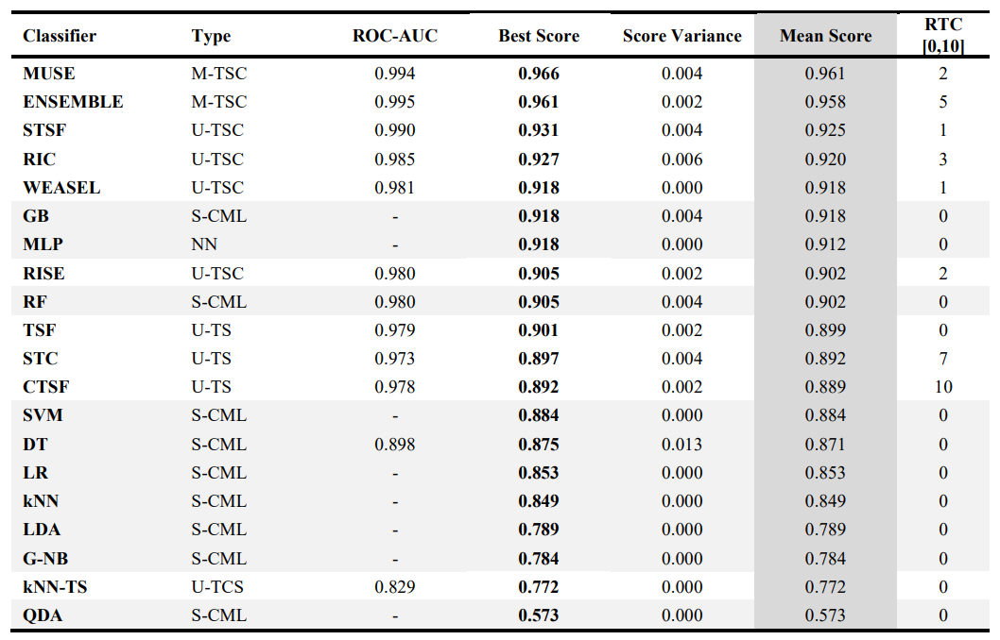 Classifier Type ROC-AUC Best Score Score Variance Mean Score RTC [0,10]
MUSE M-TSC 0.994 0.966 0.004 0.961 2
ENSEMBLE M-TSC 0.995 0.961 0.002 0.958 5
STSF U-TSC 0.990 0.931 0.004 0.925 1
RIC U-TSC 0.985 0.927 0.006 0.920 3
WEASEL U-TSC 0.981 0.918 0.000 0.918 1
GB S-CML - 0.918 0.004 0.918 0
MLP NN - 0.918 0.000 0.912 0
RISE U-TSC 0.980 0.905 0.002 0.902 2
RF S-CML 0.980 0.905 0.004 0.902 0
TSF U-TS 0.979 0.901 0.002 0.899 0
STC U-TS 0.973 0.897 0.004 0.892 7
CTSF U-TS 0.978 0.892 0.002 0.889 10
SVM S-CML - 0.884 0.000 0.884 0
DT S-CML 0.898 0.875 0.013 0.871 0
LR S-CML - 0.853 0.000 0.853 0
kNN S-CML - 0.849 0.000 0.849 0
LDA S-CML - 0.789 0.000 0.789 0
G-NB S-CML - 0.784 0.000 0.784 0
kNN-TS U-TCS 0.829 0.772 0.000 0.772 0
QDA S-CML - 0.573 0.000 0.573 0